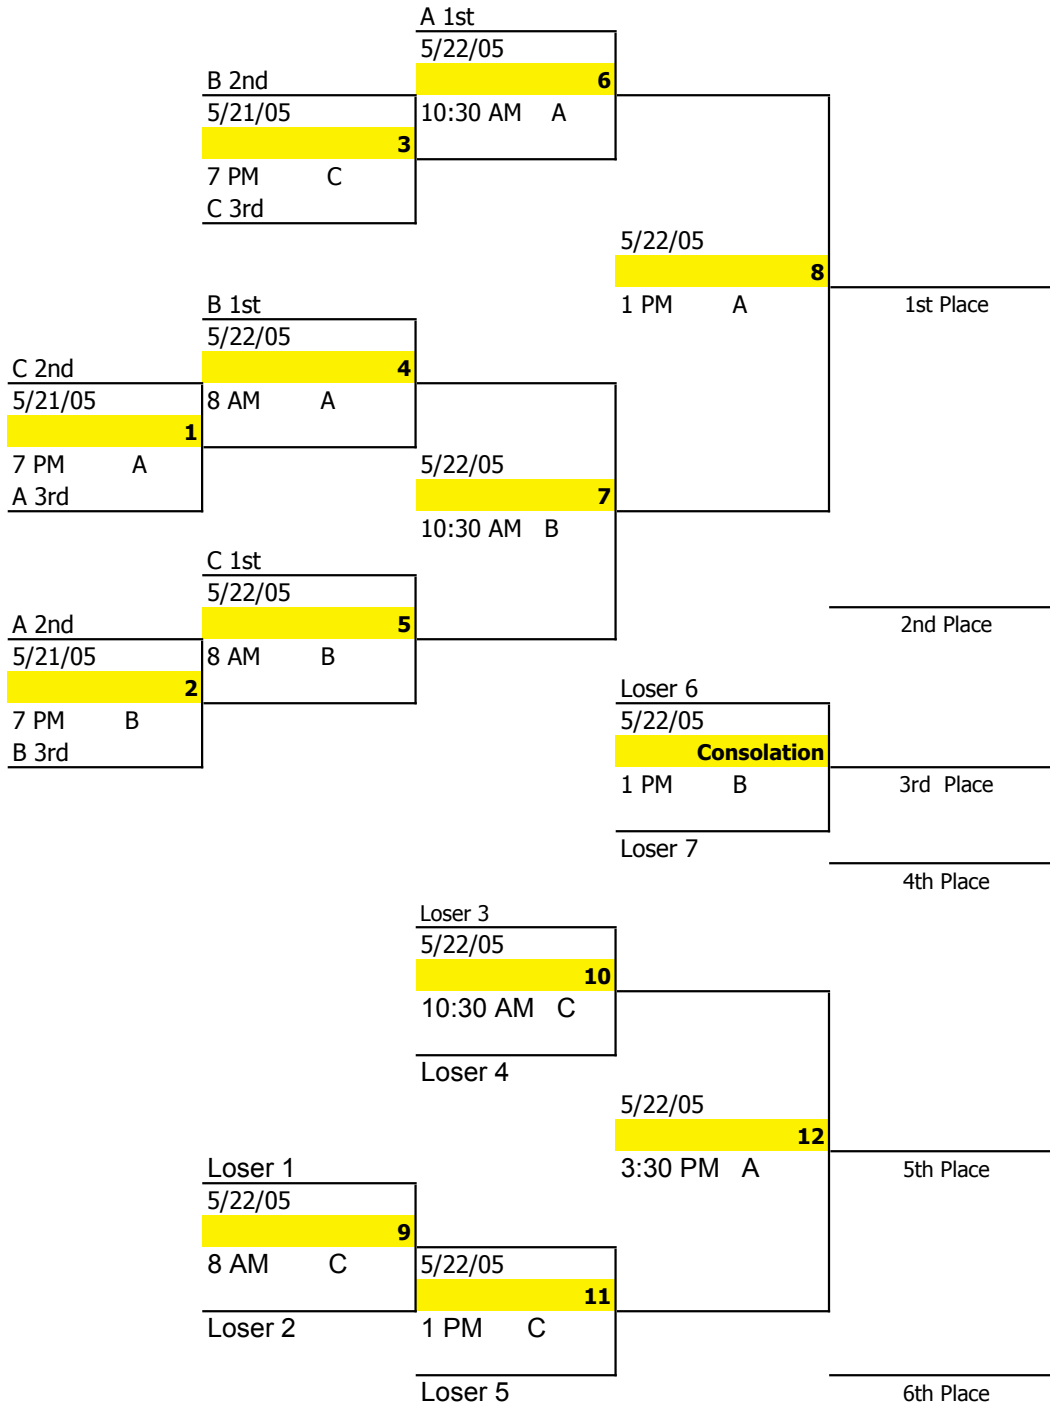 A 1st
5/22/05
6
10:30 AM A
B 2nd
5/21/05
3
7 PM C
C 3rd
5/22/05
8
1 PM A
1st Place
B 1st
5/22/05
4
8 AM A
C 2nd
5/21/05
1
7 PM A
A 3rd
5/22/05
7
10:30 AM B
C 1st
5/22/05
5
8 AM B
A 2nd
5/21/05
2
7 PM B
B 3rd
2nd Place
Loser 6
5/22/05
Consolation
1 PM B
Loser 7
3rd Place
4th Place
Loser 3
5/22/05
10
10:30 AM C
Loser 4
5/22/05
12
3:30 PM A
5th Place
Loser 1
5/22/05
9
8 AM C
Loser 2
5/22/05
11
1 PM C
Loser 5
6th Place